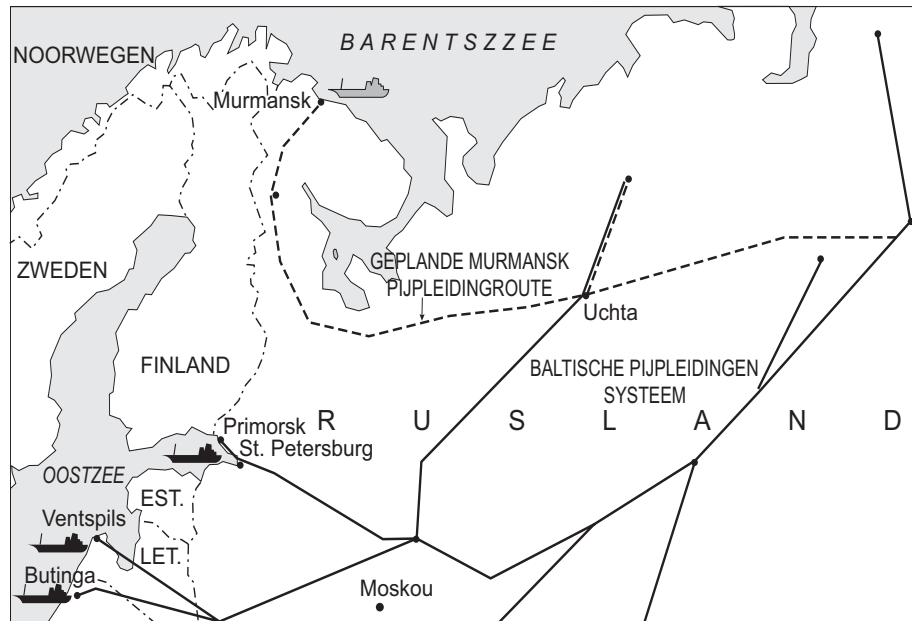 BARENTSZZEE
NOORWEGEN
Murmansk
ZWEDEN
GEPLANDE MURMANSK
PIJPLEIDINGROUTE
Uchta
FINLAND
BALTISCHE PIJPLEIDINGEN
SYSTEEM
RUSLAND
Primorsk
St. Petersburg
OOSTZEE
EST.
Ventspils
LET.
Butinga
Moskou